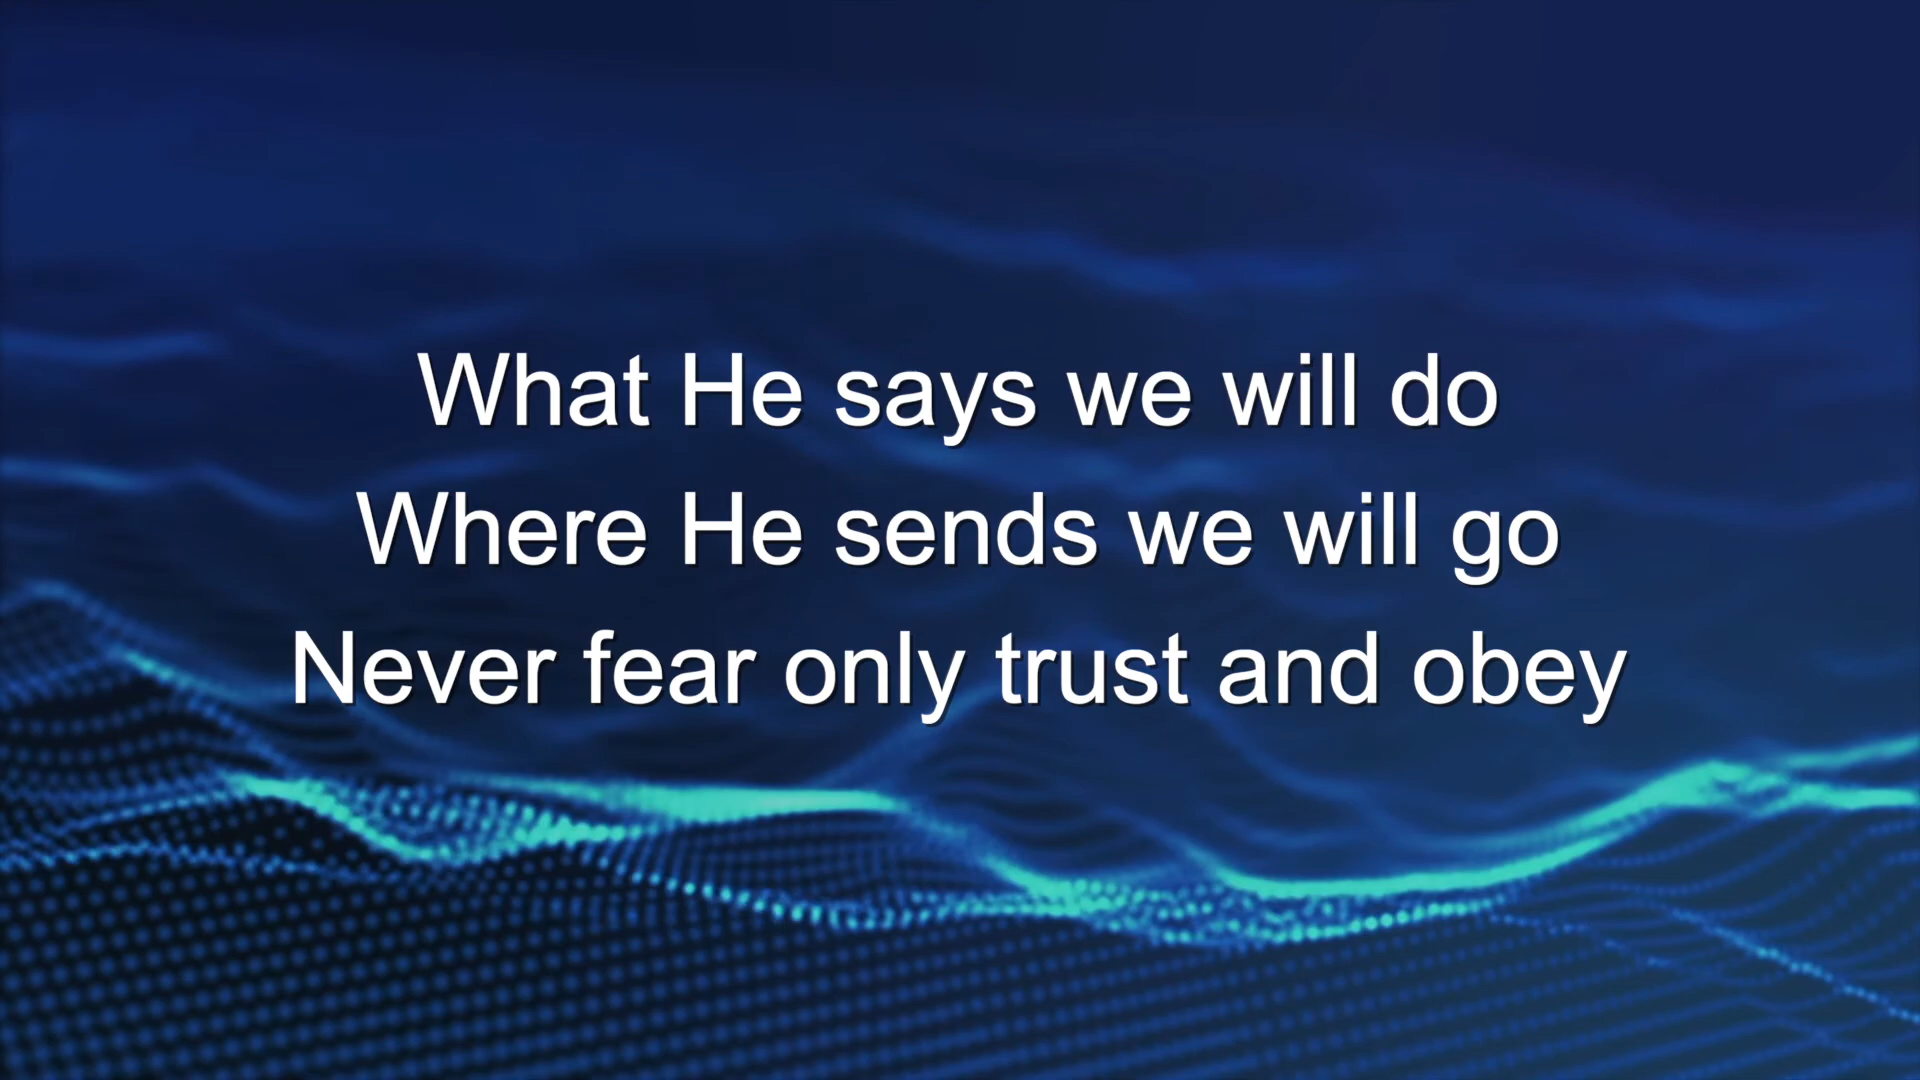 What He says we will do
Where He sends we will go
Never fear only trust and obey